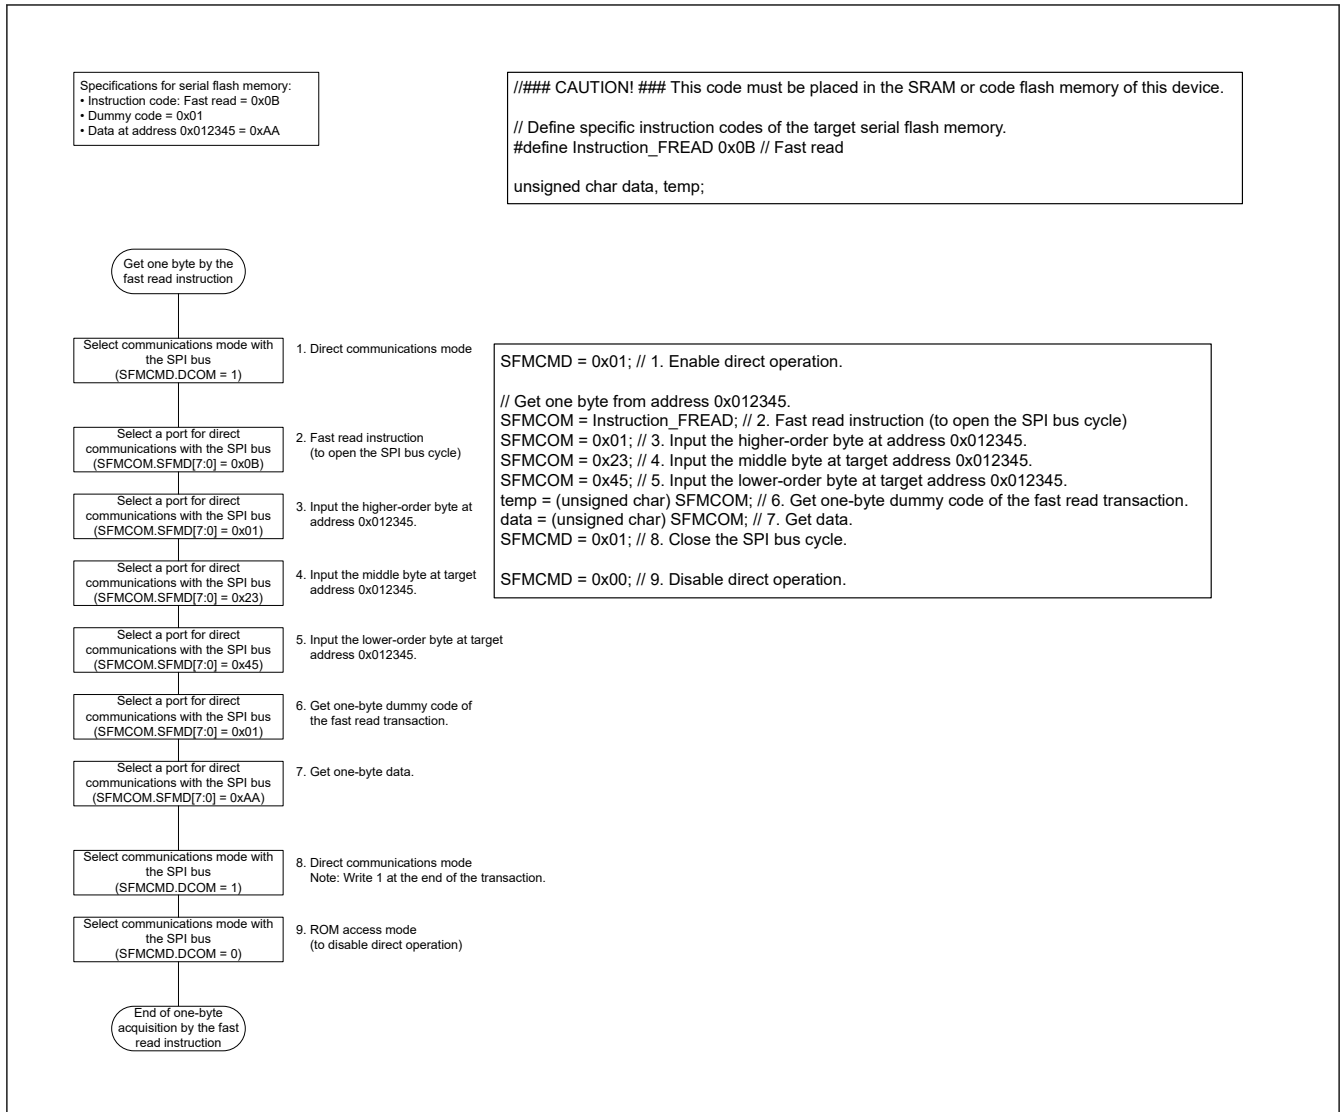 Specifications for serial flash memory:
• Instruction code: Fast read = 0x0B
• Dummy code = 0x01
• Data at address 0x012345 = 0xAA
//### CAUTION! ### This code must be placed in the SRAM or code flash memory of this device.
// Define specific instruction codes of the target serial flash memory.
#define Instruction_FREAD 0x0B // Fast read
unsigned char data, temp;
Get one byte by the
fast read instruction
Select communications mode with
the SPI bus
(SFMCMD.DCOM = 1)
1. Direct communications mode
Select a port for direct
communications with the SPI bus
(SFMCOM.SFMD[7:0] = 0x0B)
2. Fast read instruction
(to open the SPI bus cycle)
Select a port for direct
communications with the SPI bus
(SFMCOM.SFMD[7:0] = 0x01)
3. Input the higher-order byte at
address 0x012345.
Select a port for direct
communications with the SPI bus
(SFMCOM.SFMD[7:0] = 0x23)
4. Input the middle byte at target
address 0x012345.
Select a port for direct
communications with the SPI bus
(SFMCOM.SFMD[7:0] = 0x45)
5. Input the lower-order byte at target
address 0x012345.
Select a port for direct
communications with the SPI bus
(SFMCOM.SFMD[7:0] = 0x01)
6. Get one-byte dummy code of
the fast read transaction.
Select a port for direct
communications with the SPI bus
(SFMCOM.SFMD[7:0] = 0xAA)
7. Get one-byte data.
Select communications mode with
the SPI bus
(SFMCMD.DCOM = 1)
8. Direct communications mode
Note: Write 1 at the end of the transaction.
Select communications mode with
the SPI bus
(SFMCMD.DCOM = 0)
9. ROM access mode
(to disable direct operation)
End of one-byte
acquisition by the fast
read instruction
SFMCMD = 0x01; // 1. Enable direct operation.
// Get one byte from address 0x012345.
SFMCOM = Instruction_FREAD; // 2. Fast read instruction (to open the SPI bus cycle)
SFMCOM = 0x01; // 3. Input the higher-order byte at address 0x012345.
SFMCOM = 0x23; // 4. Input the middle byte at target address 0x012345.
SFMCOM = 0x45; // 5. Input the lower-order byte at target address 0x012345.
temp = (unsigned char) SFMCOM; // 6. Get one-byte dummy code of the fast read transaction.
data = (unsigned char) SFMCOM; // 7. Get data.
SFMCMD = 0x01; // 8. Close the SPI bus cycle.
SFMCMD = 0x00; // 9. Disable direct operation.